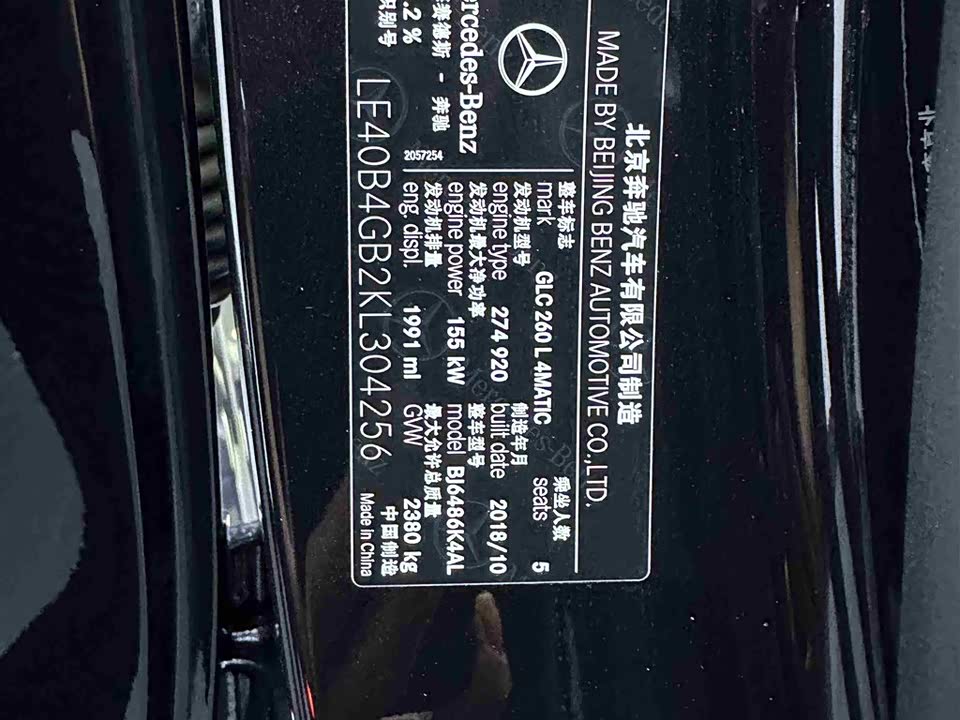 北京奔驰汽车有限公司制造
MADE BY BEIJING BENZ AUTOMOTIVE CO.,LTD.
整车标志 乘坐人数
mark GLC 260 L 4MATIC seats 5
发动机型号 制造年月
engine type 274 920 built date 2018/10
发动机最大净功率 整车型号
engine power 155 kW model BJ6486K4AL
发动机排量 最大允许总质量
eng. displ. 1991 ml GVW 2380 kg
rcedes-Benz
赛德斯 - 奔驰
2057254
.2 %
识别号
中国制造
LE40B4GB2KL304256 Made in China